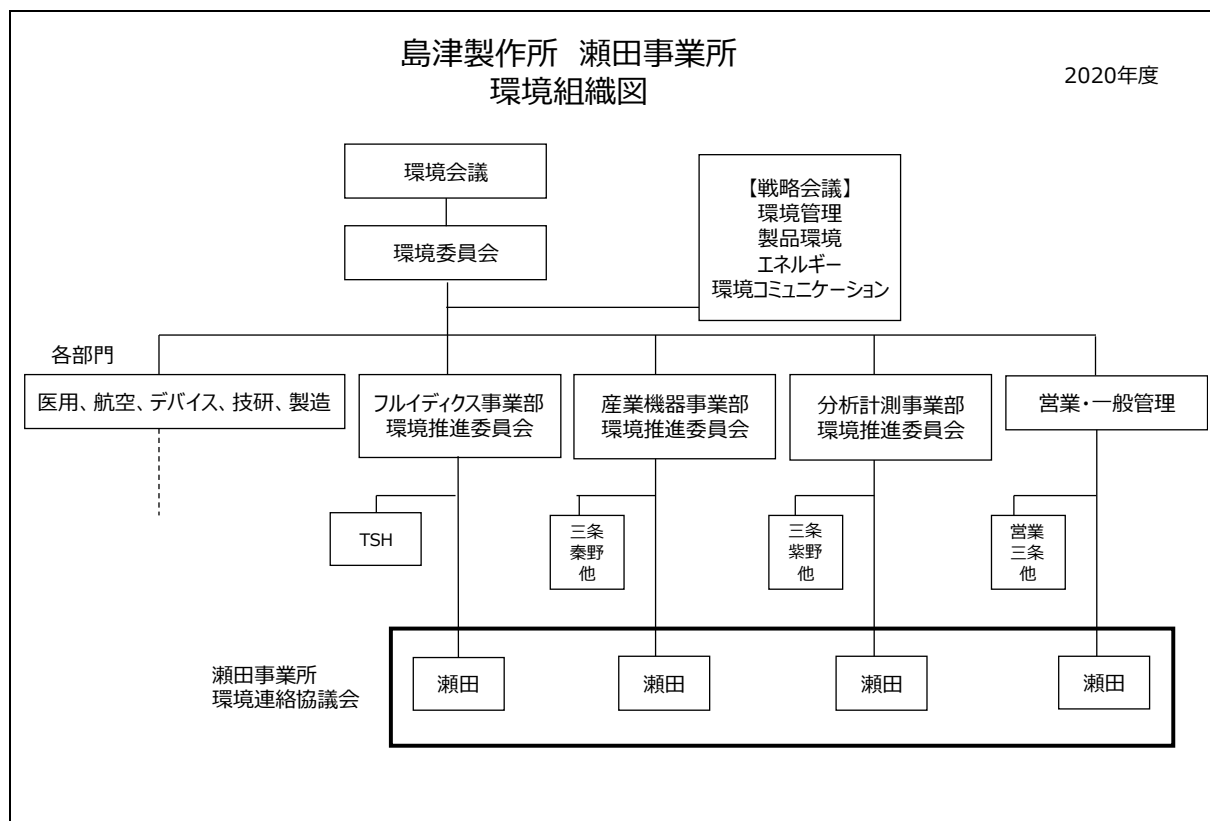 島津製作所 瀬田事業所
環境組織図
2020年度
環境会議
環境委員会
【戦略会議】
環境管理
製品環境
エネルギー
環境コミュニケーション
各部門
医用、航空、デバイス、技研、製造
フルイディクス事業部
環境推進委員会
産業機器事業部
環境推進委員会
分析計測事業部
環境推進委員会
営業・一般管理
TSH
三条
秦野
他
三条
紫野
他
営業
三条
他
瀬田事業所
環境連絡協議会
瀬田
瀬田
瀬田
瀬田